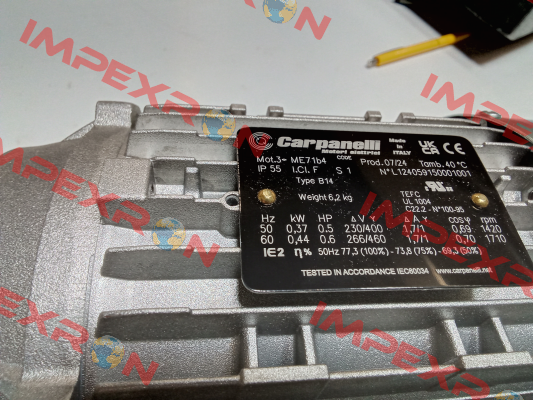 IMPEXRON
Carpanelli
Motori elettrici
Made in ITALY
UK CA CE
Mot.3~ ME71b4 CODE Prod.07/24 Tamb. 40 °C
IP 55 I.Cl. F S 1 N° L124059150001001
Type B14
Weight 6,2 kg
TEFC
UL 1004
C22.2 - N°100-95
Hz kW HP Δ V Y A cosφ rpm
50 0,37 0.5 230/400 1,7/1 0,69 1420
60 0,44 0.6 266/460 1,7/1 0,70 1710
IE2 η% 50Hz 77,3 (100%) - 73,8 (75%) - 69,3 (50%)
TESTED IN ACCORDANCE IEC60034
www.carpanelli.net
IMPEXRON
IMPEXRON
IMPEXRON
IMPEXRON